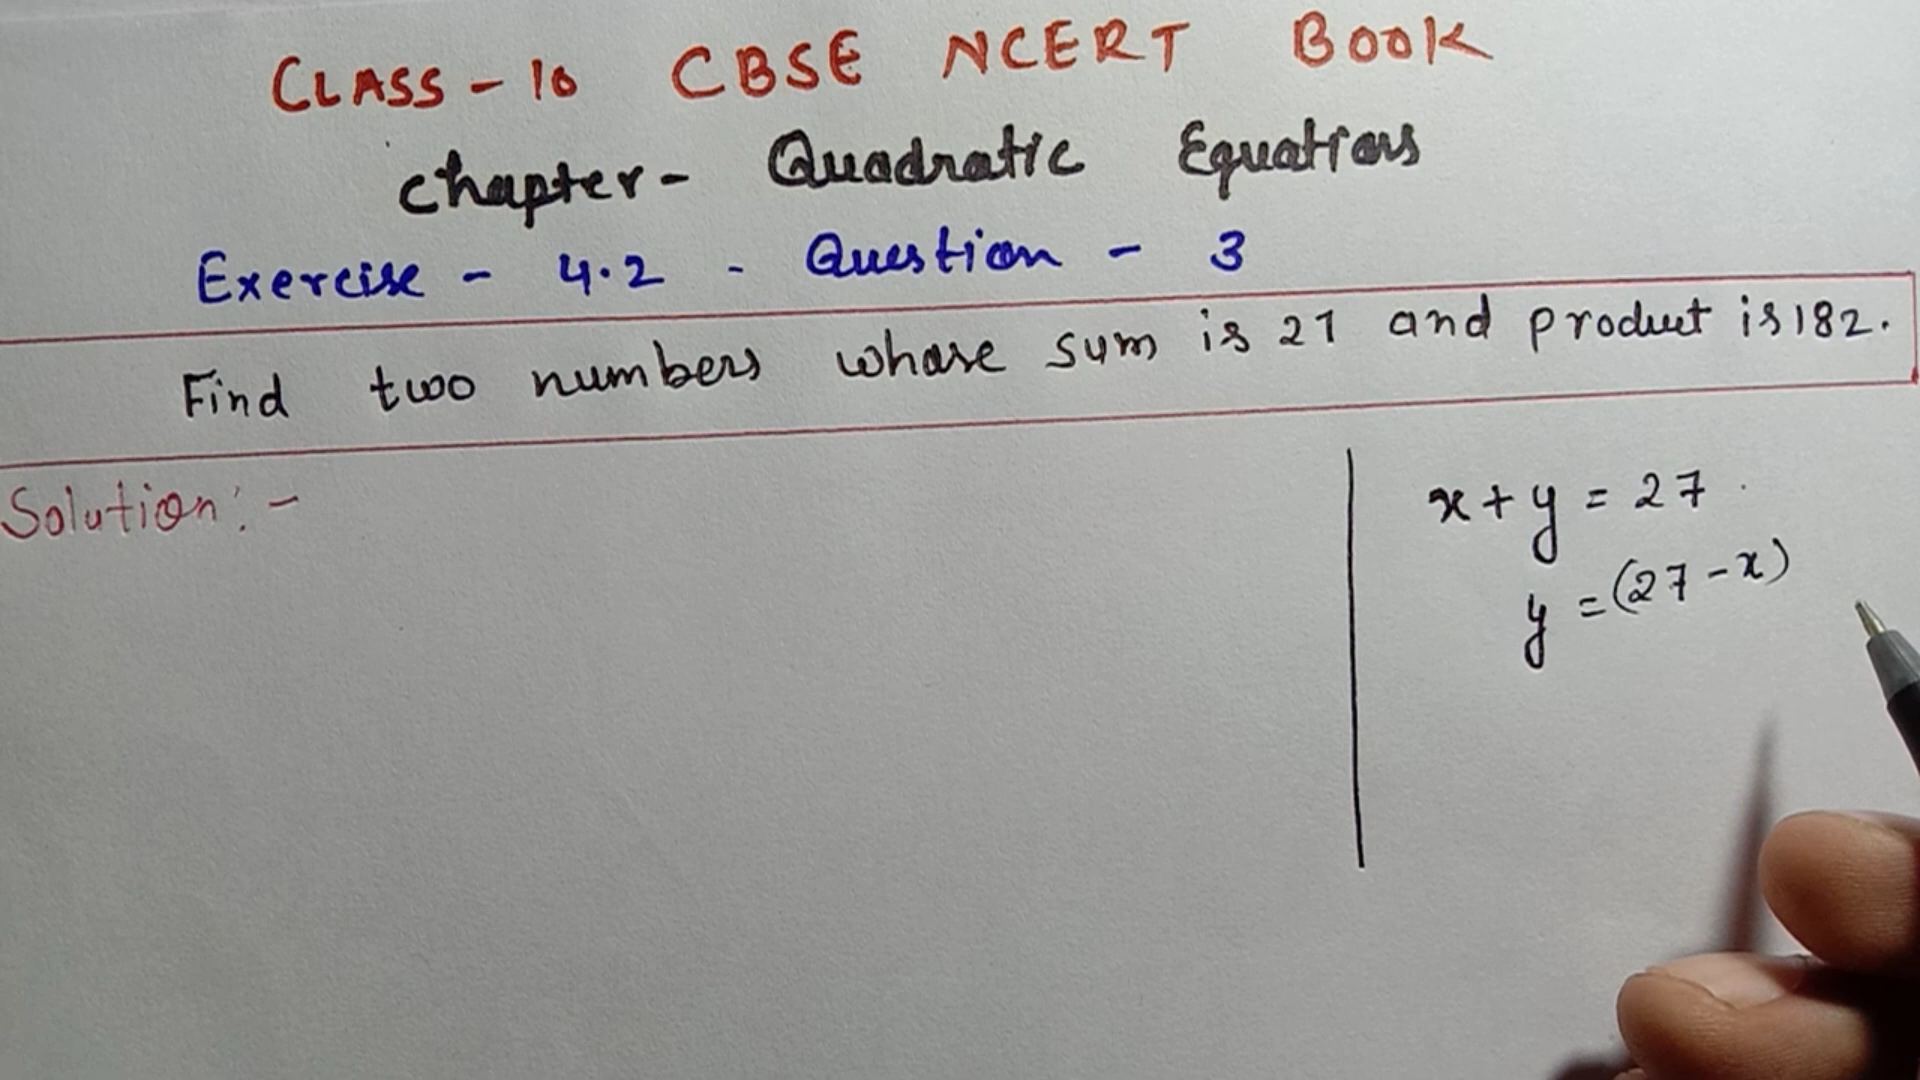 CLASS - 10 CBSE NCERT BOOK
Chapter - Quadratic Equations
Exercise - 4.2 - Question - 3
Find two numbers whose sum is 27 and product is 182.
Solution : -
x + y = 27
y = (27 - x)